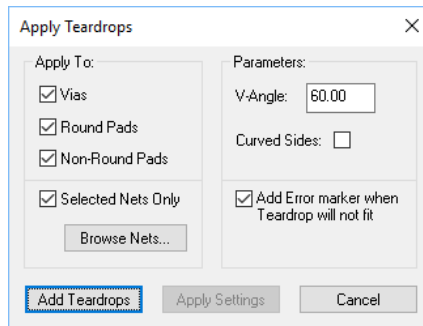 Apply Teardrops
Apply To:
Vias
Round Pads
Non-Round Pads
Selected Nets Only
Browse Nets...
Parameters:
V-Angle: 60.00
Curved Sides:
Add Error marker when
Teardrop will not fit
Add Teardrops
Apply Settings
Cancel